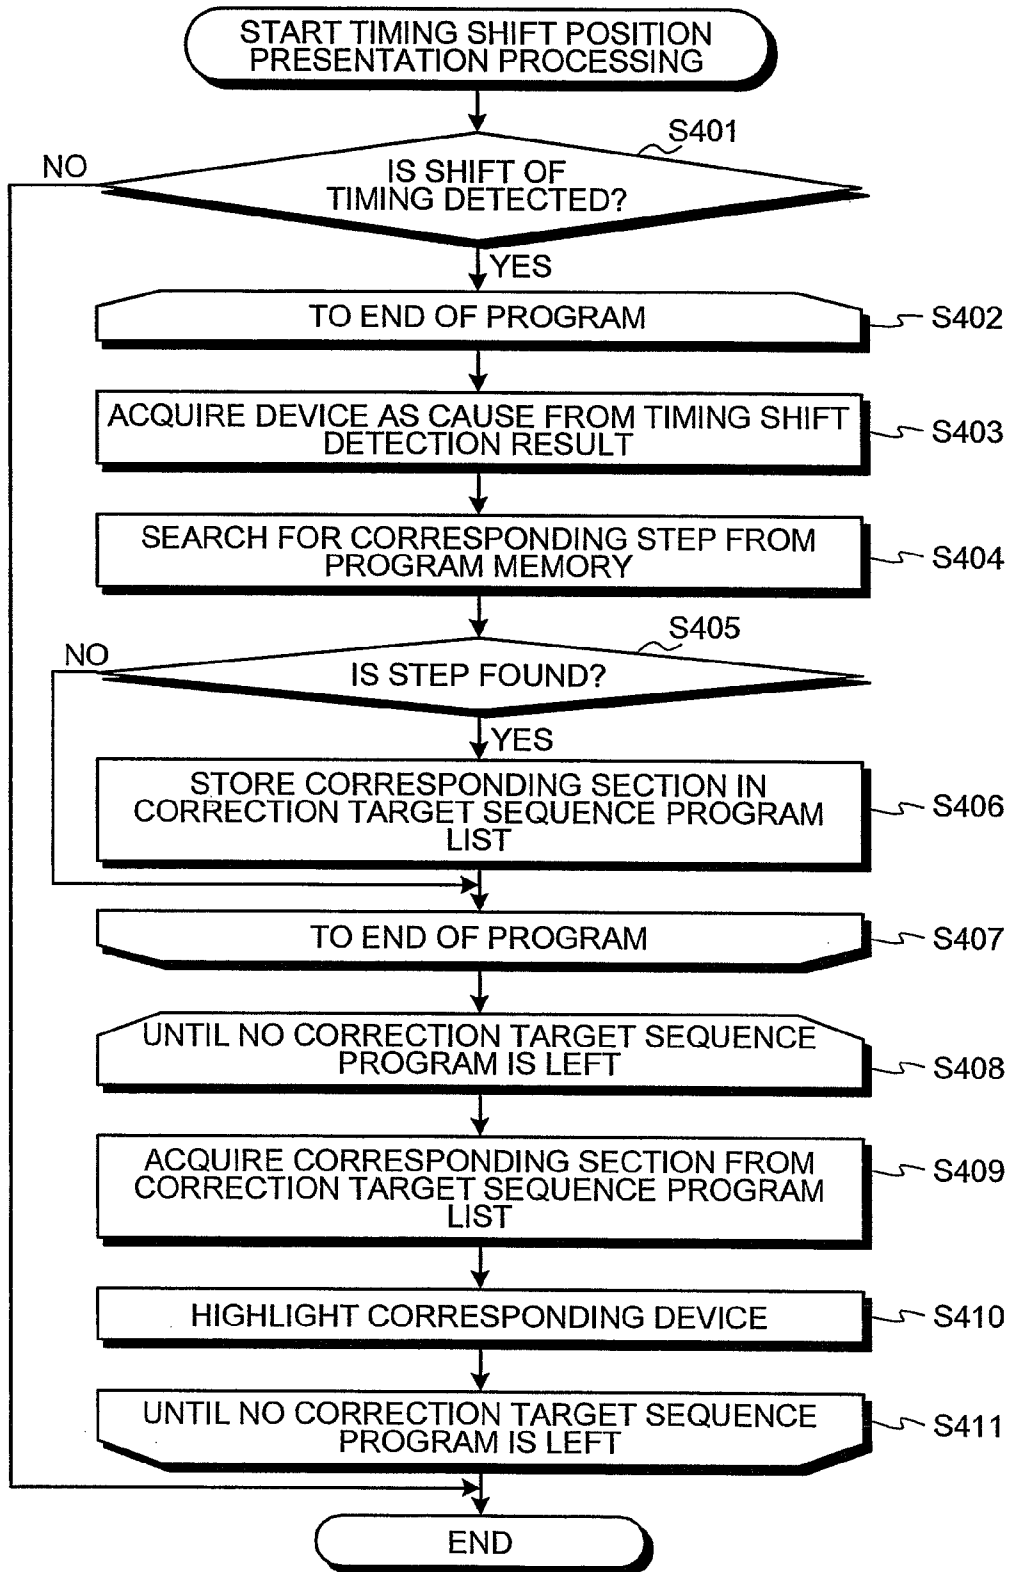 START TIMING SHIFT POSITION
PRESENTATION PROCESSING
S401
NO
IS SHIFT OF
TIMING DETECTED?
YES
TO END OF PROGRAM
S402
ACQUIRE DEVICE AS CAUSE FROM TIMING SHIFT
DETECTION RESULT
S403
SEARCH FOR CORRESPONDING STEP FROM
PROGRAM MEMORY
S404
S405
NO
IS STEP FOUND?
YES
STORE CORRESPONDING SECTION IN
CORRECTION TARGET SEQUENCE PROGRAM
LIST
S406
TO END OF PROGRAM
S407
UNTIL NO CORRECTION TARGET SEQUENCE
PROGRAM IS LEFT
S408
ACQUIRE CORRESPONDING SECTION FROM
CORRECTION TARGET SEQUENCE PROGRAM
LIST
S409
HIGHLIGHT CORRESPONDING DEVICE
S410
UNTIL NO CORRECTION TARGET SEQUENCE
PROGRAM IS LEFT
S411
END